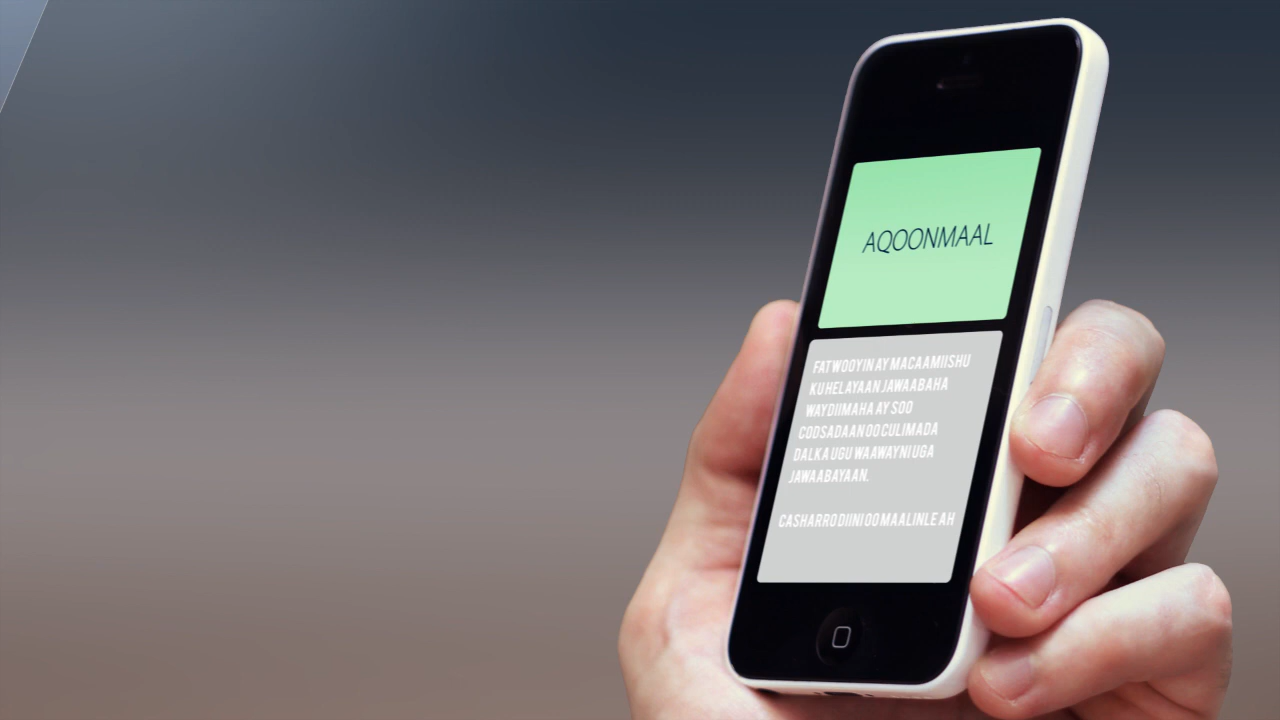 AQOONMAAL
FATWOOYIN AY MACAAMIISHU
KU HELAYAAN JAWAABAHA
WAYDIIMAHA AY SOO
CODSADAAN OO CULIMADA
DALKA UGU WAAWAYNI UGA
JAWAABAYAAN.
CASHARRO DIINI OO MAALINLE AH